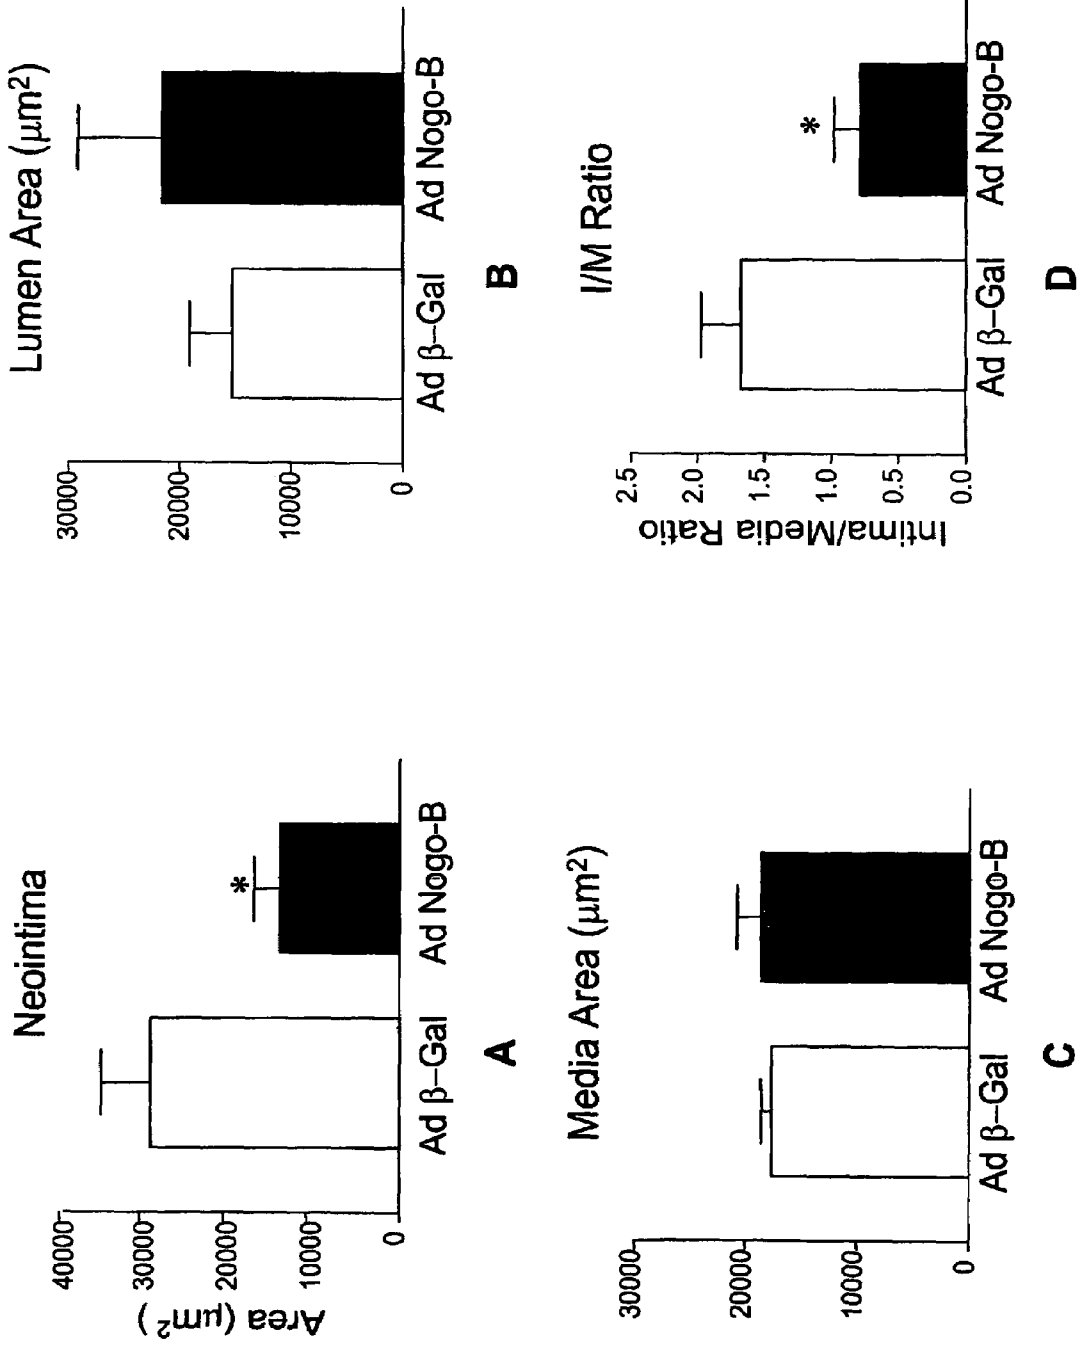 Neointima
Area (μm²)
40000
30000
20000
10000
0
Ad β–Gal
Ad Nogo-B
*
A
Lumen Area (μm²)
30000
20000
10000
0
Ad β–Gal
Ad Nogo-B
B
Media Area (μm²)
30000
20000
10000
0
Ad β–Gal
Ad Nogo-B
C
I/M Ratio
Intima/Media Ratio
2.5
2.0
1.5
1.0
0.5
0.0
Ad β–Gal
Ad Nogo-B
*
D